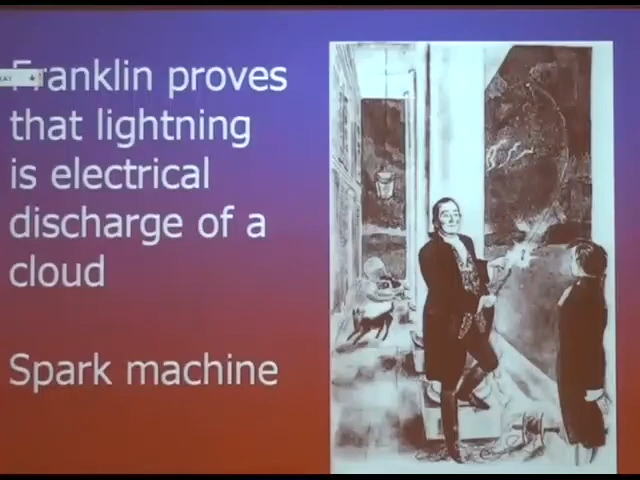 Franklin proves
that lightning
is electrical
discharge of a
cloud
Spark machine